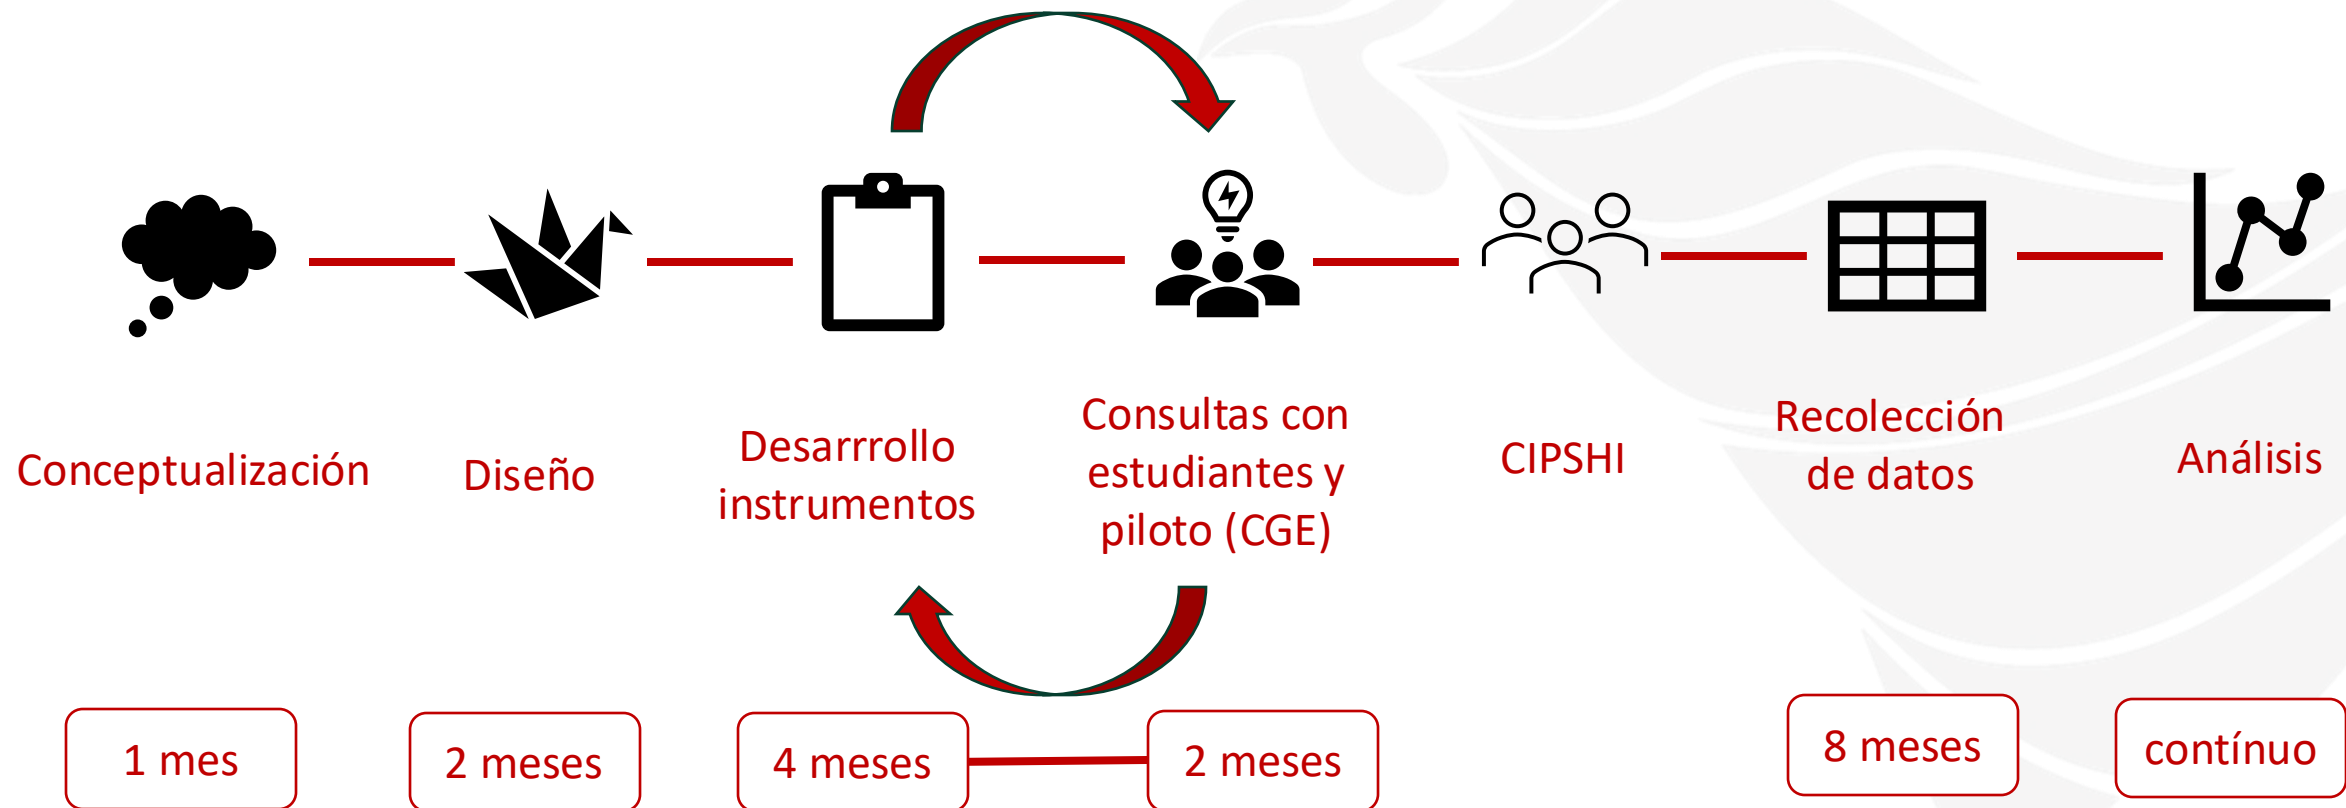 Conceptualización
Diseño
Desarrrollo
instrumentos
Consultas con
estudiantes y
piloto (CGE)
CIPSHI
Recolección
de datos
Análisis
1 mes
2 meses
4 meses
2 meses
8 meses
contínuo